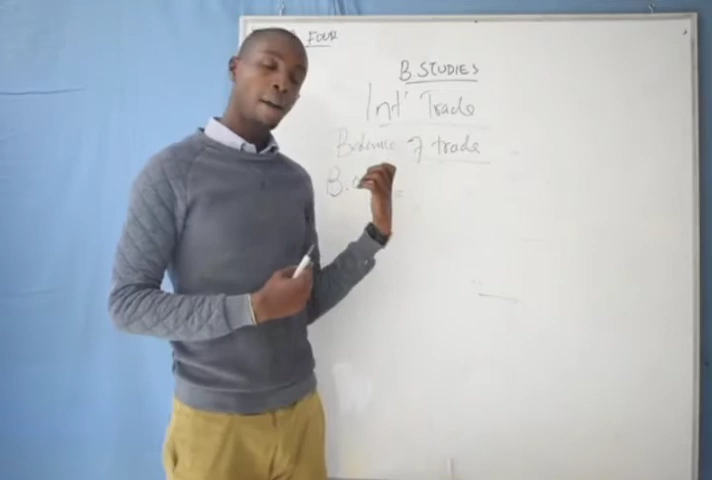 FOUR
B. STUDIES
Int' Trade
Balance of trade
B.O =